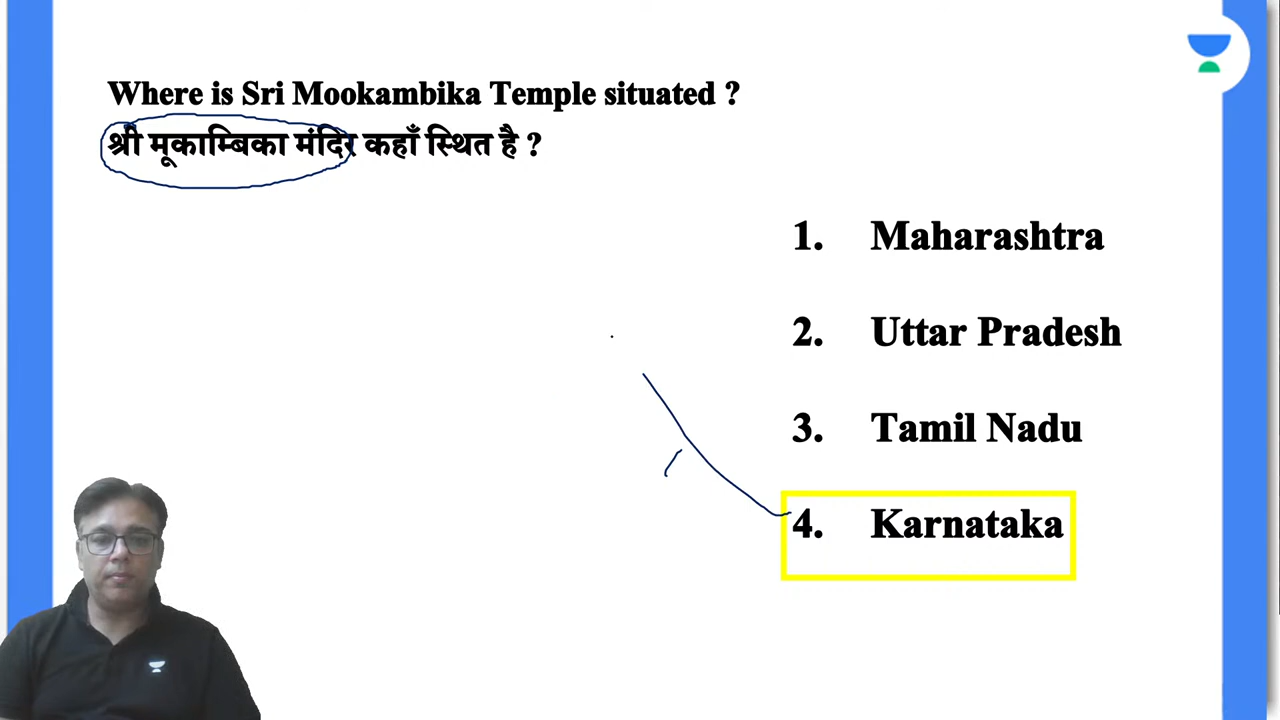 Where is Sri Mookambika Temple situated ?
श्री मूकाम्बिका मंदिर कहाँ स्थित है ?
1. Maharashtra
2. Uttar Pradesh
3. Tamil Nadu
4. Karnataka